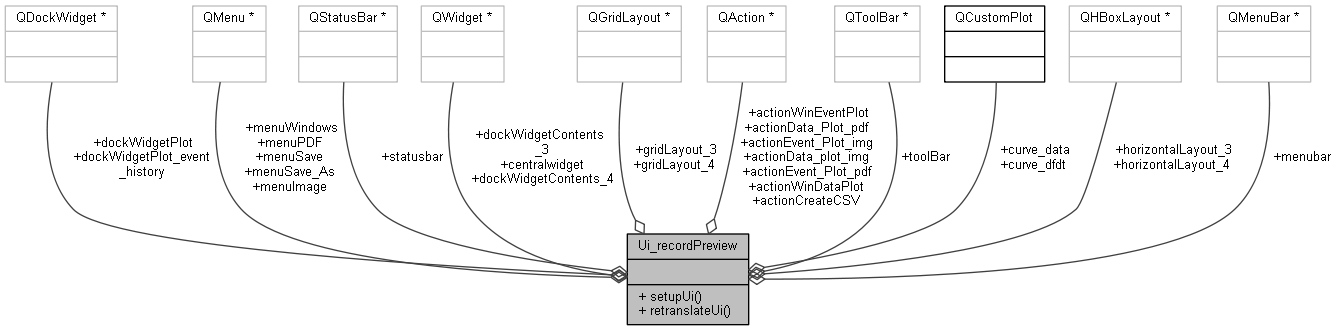 QDockWidget *
QMenu *
QStatusBar *
QWidget *
QGridLayout *
QAction *
QToolBar *
QCustomPlot
QHBoxLayout *
QMenuBar *
+dockWidgetPlot
+dockWidgetPlot_event
_history
+menuWindows
+menuPDF
+menuSave
+menuSave_As
+menuImage
+statusbar
+dockWidgetContents
_3
+centralwidget
+dockWidgetContents_4
+gridLayout_3
+gridLayout_4
+actionWinEventPlot
+actionData_Plot_pdf
+actionEvent_Plot_img
+actionData_plot_img
+actionEvent_Plot_pdf
+actionWinDataPlot
+actionCreateCSV
+toolBar
+curve_data
+curve_dfdt
+horizontalLayout_3
+horizontalLayout_4
+menubar
Ui_recordPreview
+ setupUi()
+ retranslateUi()